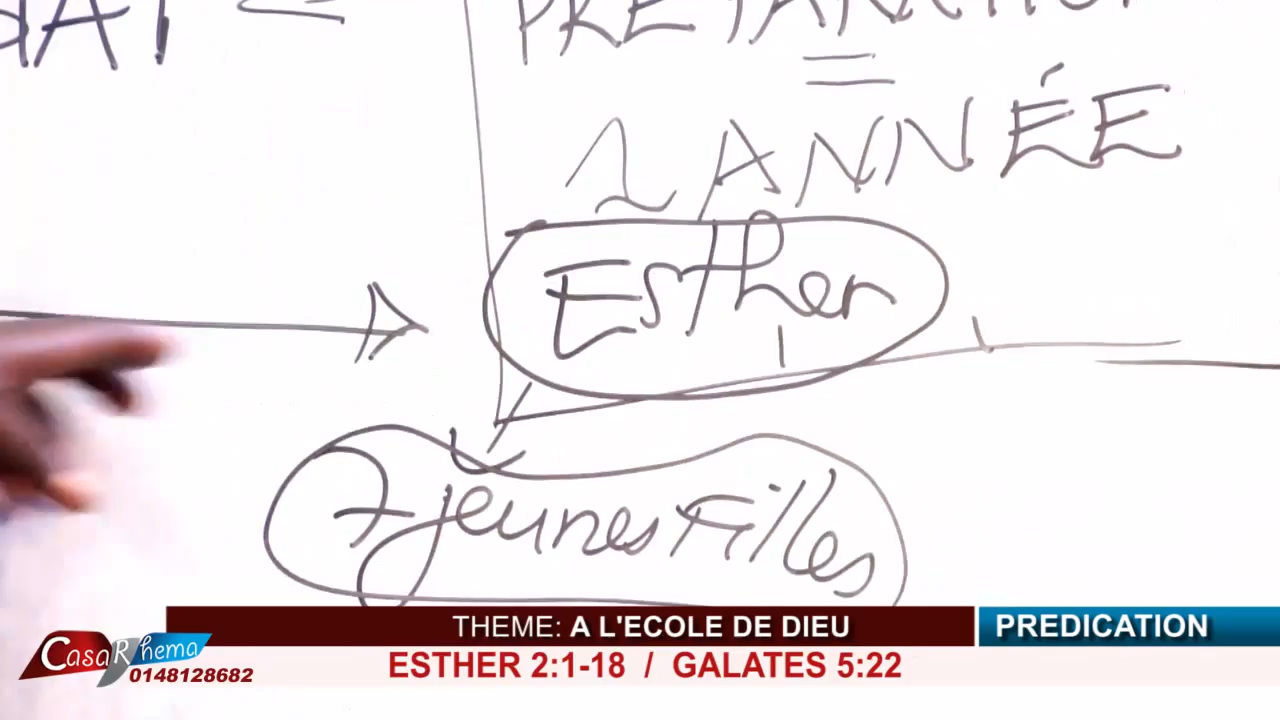 PRÉPARATION
=
1 ANNÉE
Esther
7 jeunes Filles
THEME: A L'ECOLE DE DIEU
PREDICATION
CasaRhema
0148128682
ESTHER 2:1-18 / GALATES 5:22